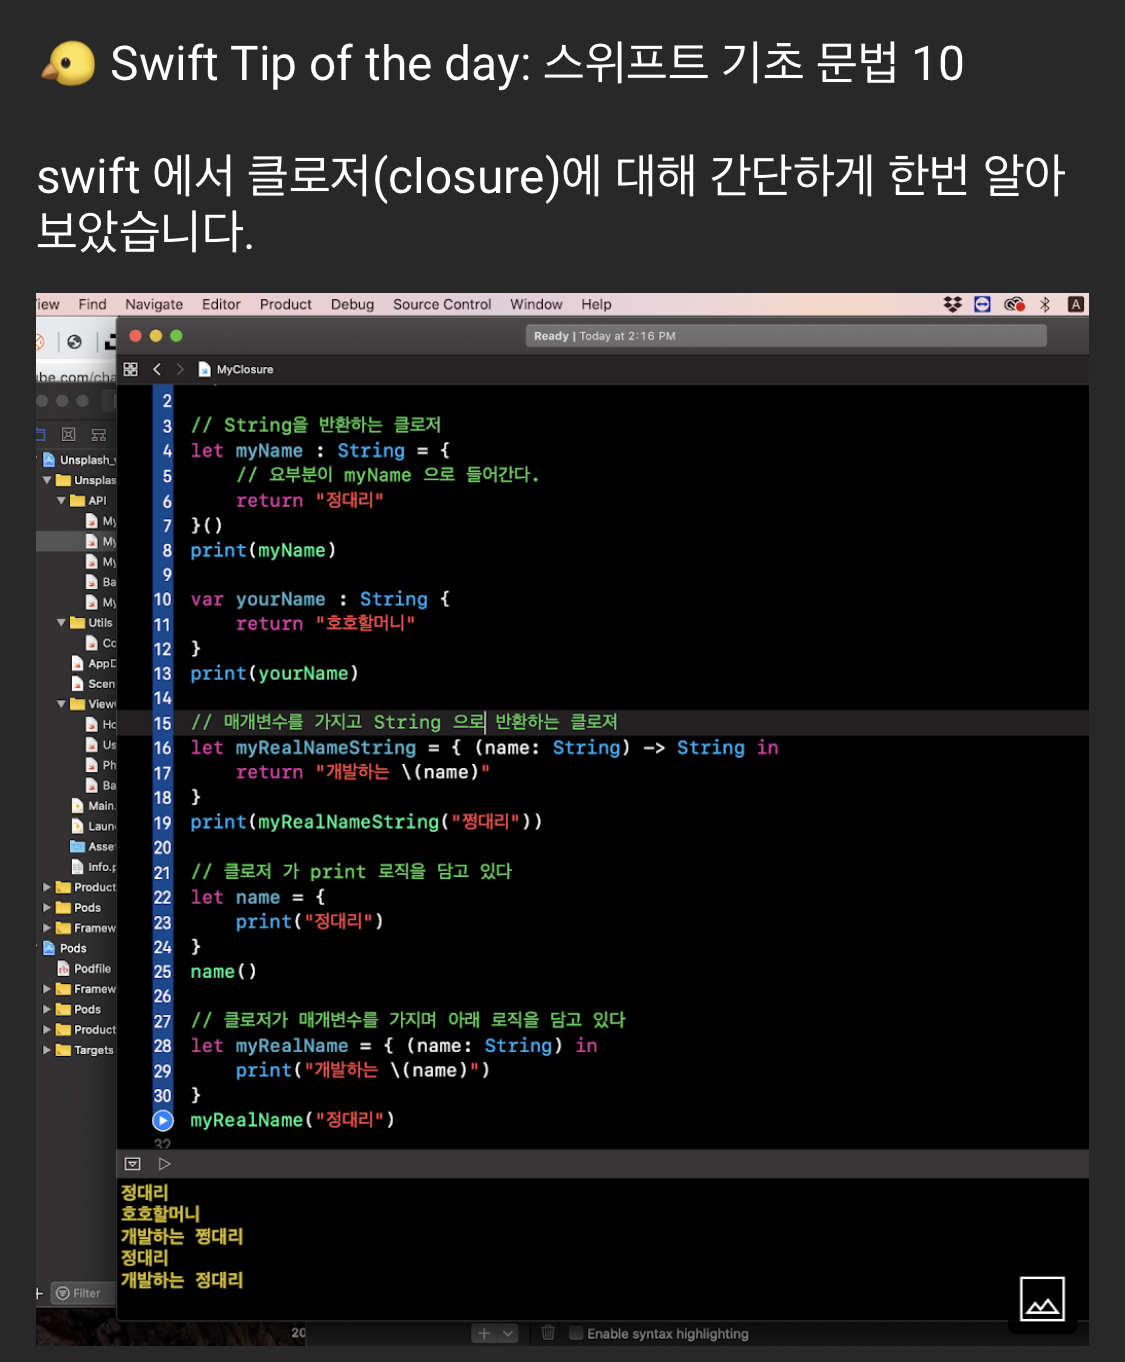 🐤 Swift Tip of the day: 스위프트 기초 문법 10
swift 에서 클로저(closure)에 대해 간단하게 한번 알아
보았습니다.
Find Navigate Editor Product Debug Source Control Window Help
Ready | Today at 2:16 PM
MyClosure
2
3 // String을 반환하는 클로저
4 let myName : String = {
5 // 요부분이 myName 으로 들어간다.
6 return "정대리"
7 }()
8 print(myName)
9
10 var yourName : String {
11 return "호호할머니"
12 }
13 print(yourName)
14
15 // 매개변수를 가지고 String 으로 반환하는 클로져
16 let myRealNameString = { (name: String) -> String in
17 return "개발하는 \(name)"
18 }
19 print(myRealNameString("쩡대리"))
20
21 // 클로저 가 print 로직을 담고 있다
22 let name = {
23 print("정대리")
24 }
25 name()
26
27 // 클로저가 매개변수를 가지며 아래 로직을 담고 있다
28 let myRealName = { (name: String) in
29 print("개발하는 \(name)")
30 }
myRealName("정대리")
32
정대리
호호할머니
개발하는 쩡대리
정대리
개발하는 정대리
Unsplash_
Unsplas
API
My
My
My
Ba
My
Utils
Co
AppD
Scen
View
Ho
Us
Ph
Ba
Main.
Laun
Asse
Info.p
Product
Pods
Framew
Pods
Podfile
Framew
Pods
Product
Targets
Filter
20
Enable syntax highlighting